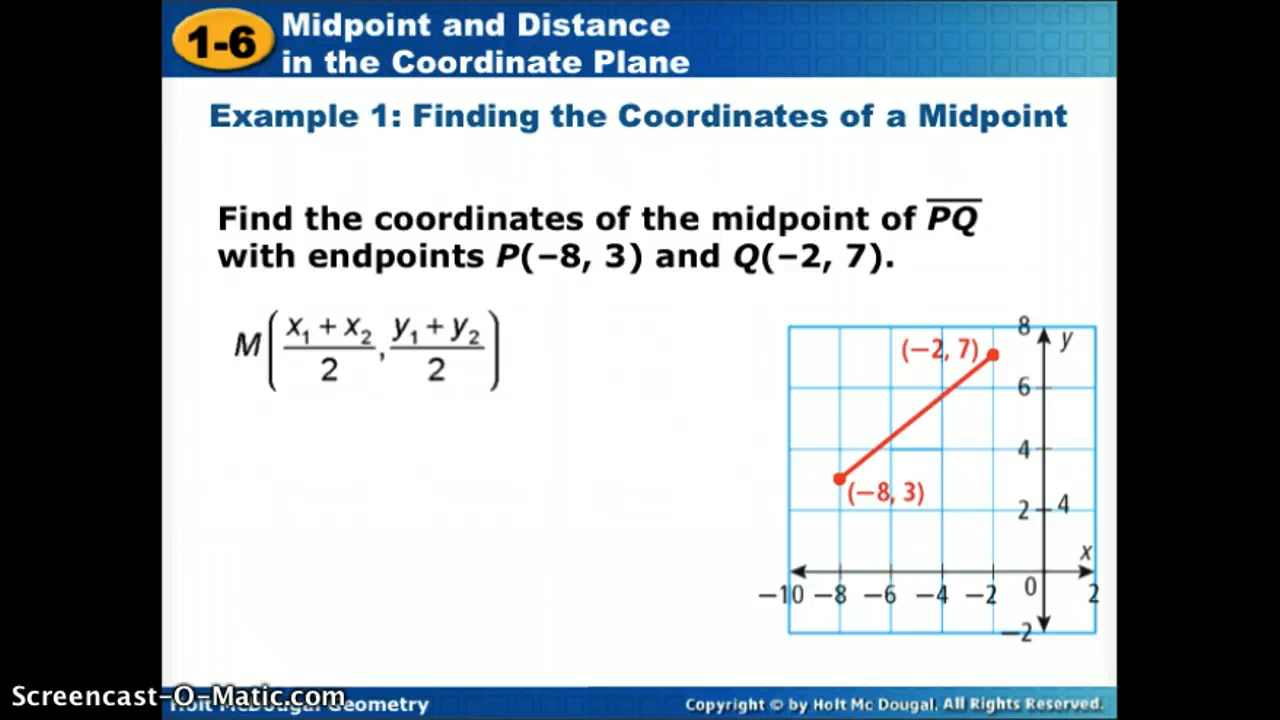 1-6
Midpoint and Distance
in the Coordinate Plane
Example 1: Finding the Coordinates of a Midpoint
Find the coordinates of the midpoint of P̅Q̅
with endpoints P(−8, 3) and Q(−2, 7).
M((x₁ + x₂)/2, (y₁ + y₂)/2)
8
y
(−2, 7)
6
4
(−8, 3)
2
4
x
−10 −8 −6 −4 −2 0 2
−2
Screencast-O-Matic.com
Holt McDougal Geometry
Copyright © by Holt Mc Dougal. All Rights Reserved.